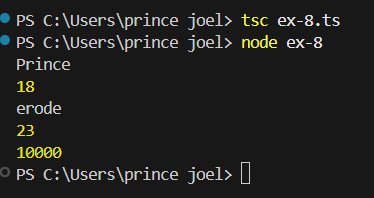 PS C:\Users\prince joel> tsc ex-8.ts
PS C:\Users\prince joel> node ex-8
Prince
18
erode
23
10000
PS C:\Users\prince joel>